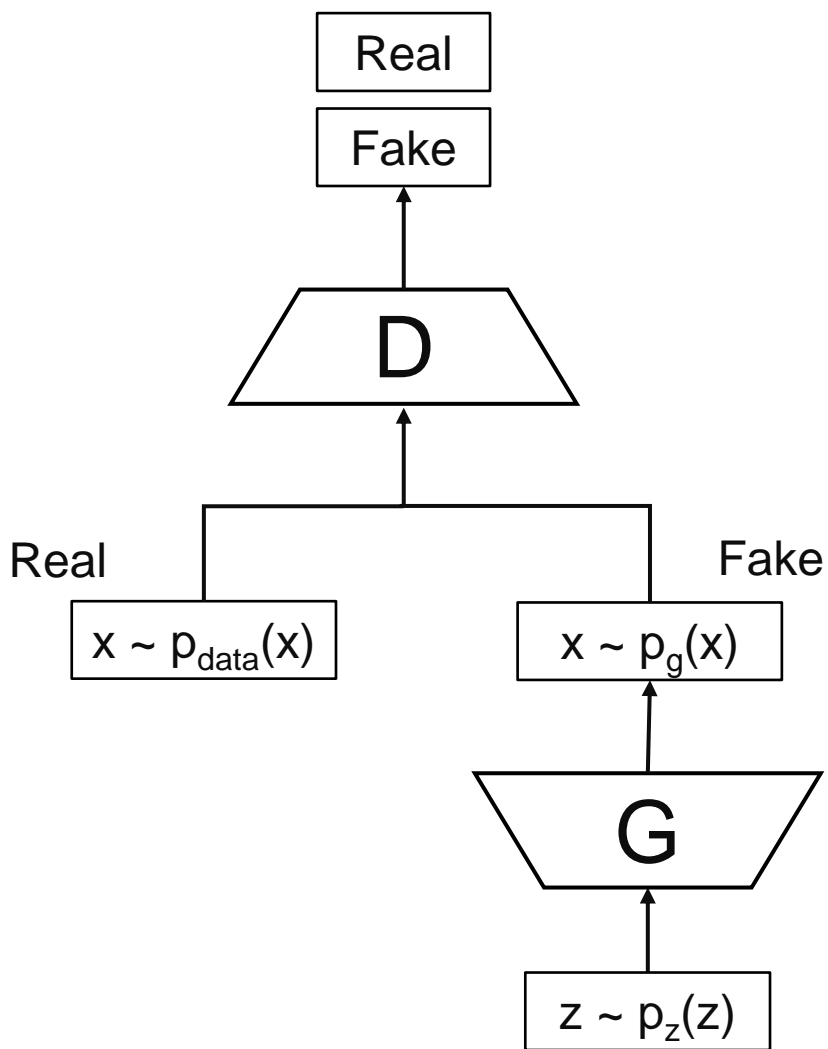 Real
Fake
D
Real
Fake
x ~ p_data(x)
x ~ p_g(x)
G
z ~ p_z(z)